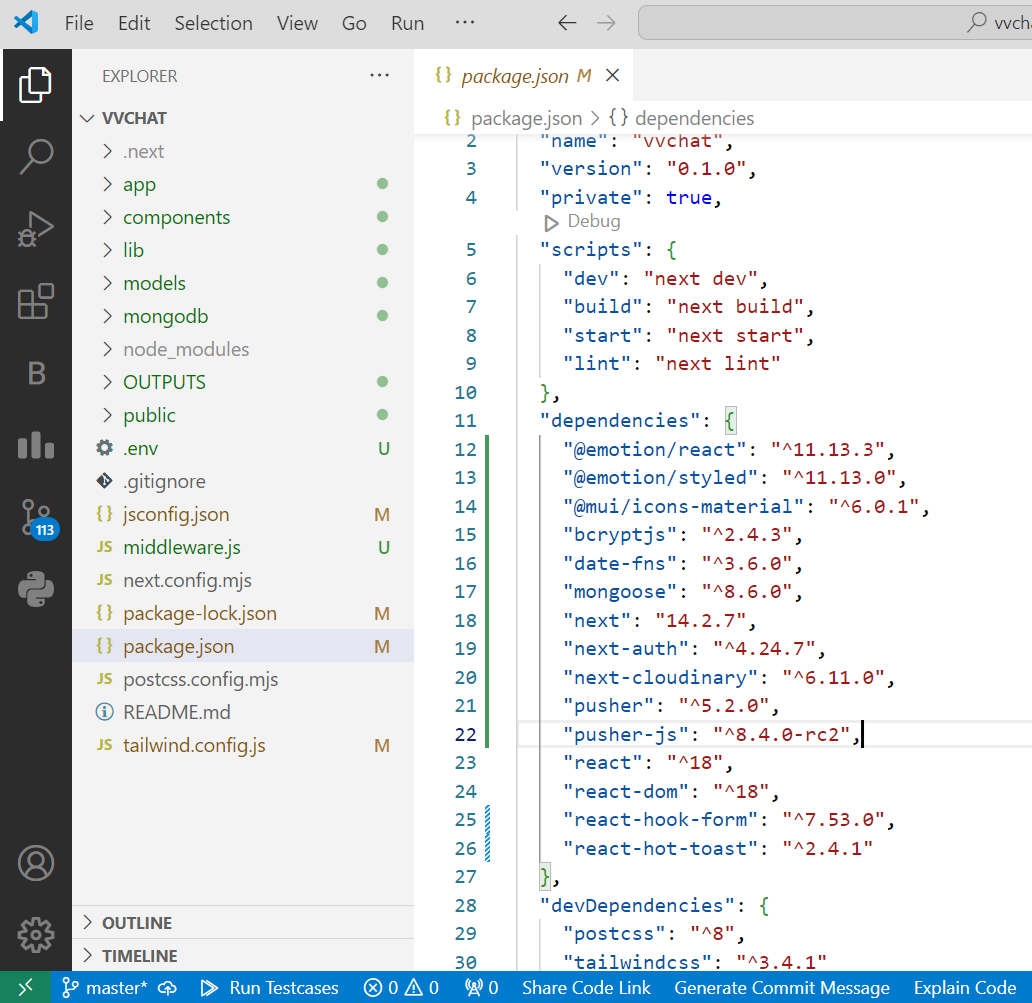 File Edit Selection View Go Run ··· vvch
EXPLORER ···
VVCHAT
.next
app
components
lib
models
mongodb
node_modules
OUTPUTS
public
.env U
.gitignore
{} jsconfig.json M
JS middleware.js U
JS next.config.mjs
{} package-lock.json M
{} package.json M
JS postcss.config.mjs
README.md
JS tailwind.config.js M
OUTLINE
TIMELINE
B
113
{} package.json M
{} package.json > {} dependencies
2 "name": "vvchat",
3 "version": "0.1.0",
4 "private": true,
Debug
5 "scripts": {
6 "dev": "next dev",
7 "build": "next build",
8 "start": "next start",
9 "lint": "next lint"
10 },
11 "dependencies": {
12 "@emotion/react": "^11.13.3",
13 "@emotion/styled": "^11.13.0",
14 "@mui/icons-material": "^6.0.1",
15 "bcryptjs": "^2.4.3",
16 "date-fns": "^3.6.0",
17 "mongoose": "^8.6.0",
18 "next": "14.2.7",
19 "next-auth": "^4.24.7",
20 "next-cloudinary": "^6.11.0",
21 "pusher": "^5.2.0",
22 "pusher-js": "^8.4.0-rc2",
23 "react": "^18",
24 "react-dom": "^18",
25 "react-hook-form": "^7.53.0",
26 "react-hot-toast": "^2.4.1"
27 },
28 "devDependencies": {
29 "postcss": "^8",
30 "tailwindcss": "^3.4.1"
master* Run Testcases 0 0 0 Share Code Link Generate Commit Message Explain Code